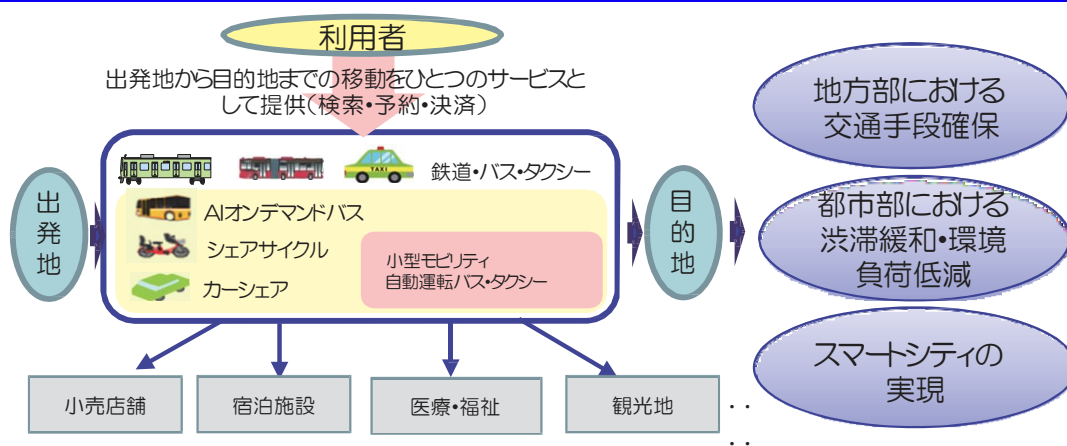 利用者
出発地から目的地までの移動をひとつのサービスと
して提供(検索・予約・決済)
出発地
TAXI
鉄道・バス・タクシー
AIオンデマンドバス
シェアサイクル
カーシェア
小型モビリティ
自動運転バス・タクシー
目的地
地方部における
交通手段確保
都市部における
渋滞緩和・環境
負荷低減
スマートシティの
実現
小売店舗
宿泊施設
医療・福祉
観光地
・・
・・